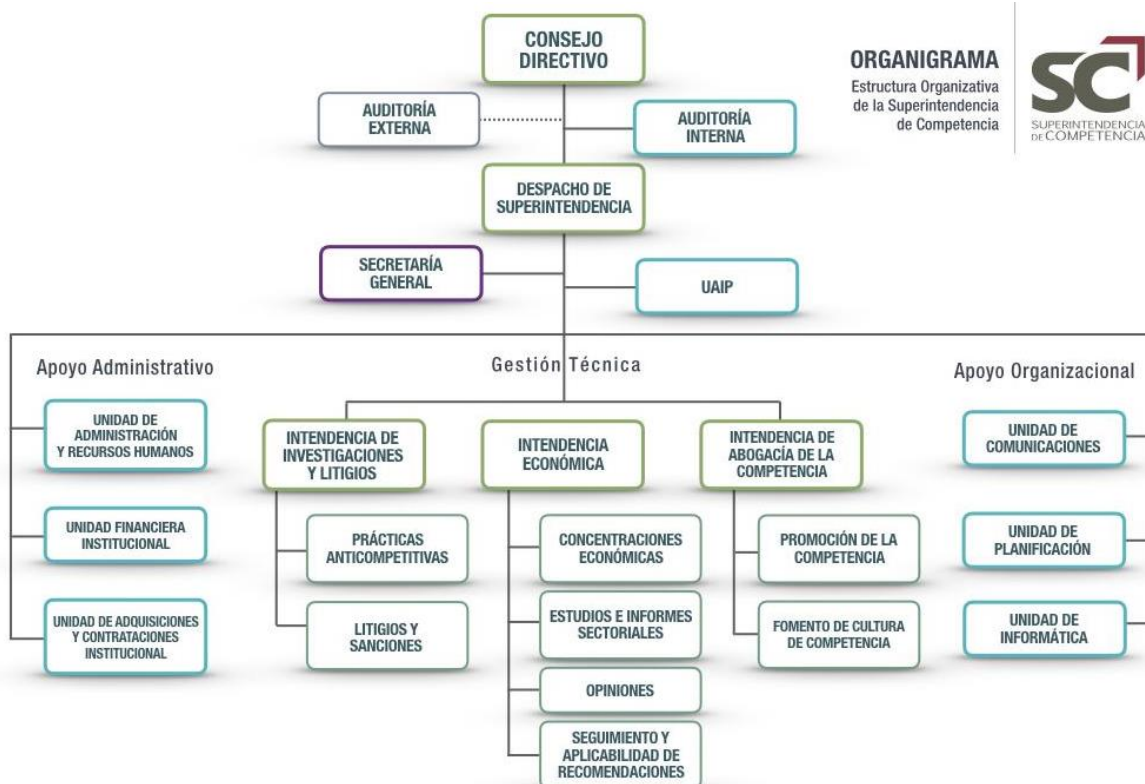 CONSEJO
DIRECTIVO
ORGANIGRAMA
Estructura Organizativa
de la Superintendencia
de Competencia
SC
SUPERINTENDENCIA
DE COMPETENCIA
AUDITORÍA
EXTERNA
AUDITORÍA
INTERNA
DESPACHO DE
SUPERINTENDENCIA
SECRETARÍA
GENERAL
UAIP
Apoyo Administrativo
Gestión Técnica
Apoyo Organizacional
UNIDAD DE
ADMINISTRACIÓN
Y RECURSOS HUMANOS
UNIDAD FINANCIERA
INSTITUCIONAL
UNIDAD DE ADQUISICIONES
Y CONTRATACIONES
INSTITUCIONAL
INTENDENCIA DE
INVESTIGACIONES
Y LITIGIOS
PRÁCTICAS
ANTICOMPETITIVAS
LITIGIOS Y
SANCIONES
INTENDENCIA
ECONÓMICA
CONCENTRACIONES
ECONÓMICAS
ESTUDIOS E INFORMES
SECTORIALES
OPINIONES
SEGUIMIENTO Y
APLICABILIDAD DE
RECOMENDACIONES
INTENDENCIA DE
ABOGACÍA DE LA
COMPETENCIA
PROMOCIÓN DE LA
COMPETENCIA
FOMENTO DE CULTURA
DE COMPETENCIA
UNIDAD DE
COMUNICACIONES
UNIDAD DE
PLANIFICACIÓN
UNIDAD DE
INFORMÁTICA